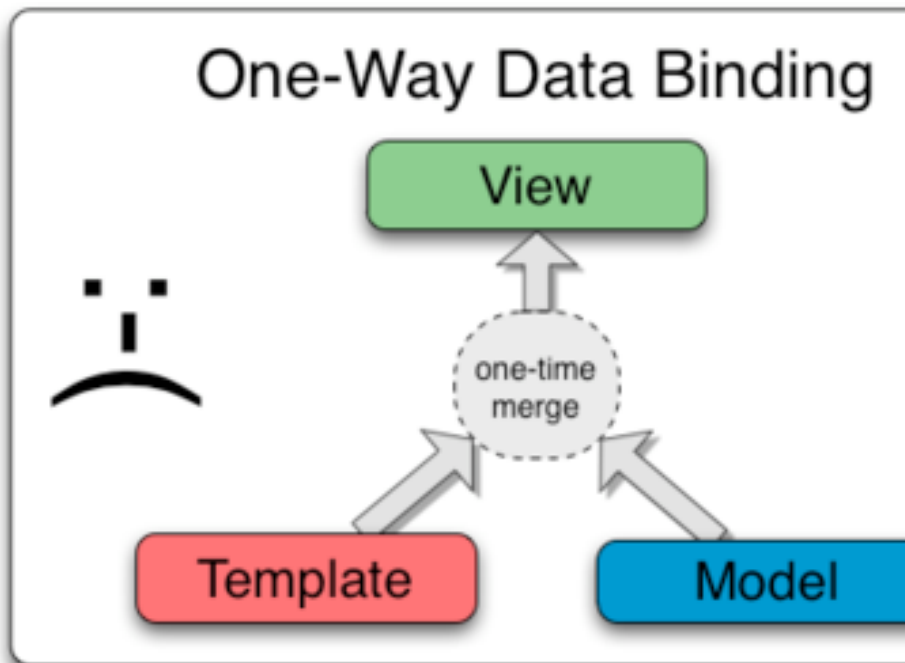 One-Way Data Binding
View
one-time
merge
Template
Model